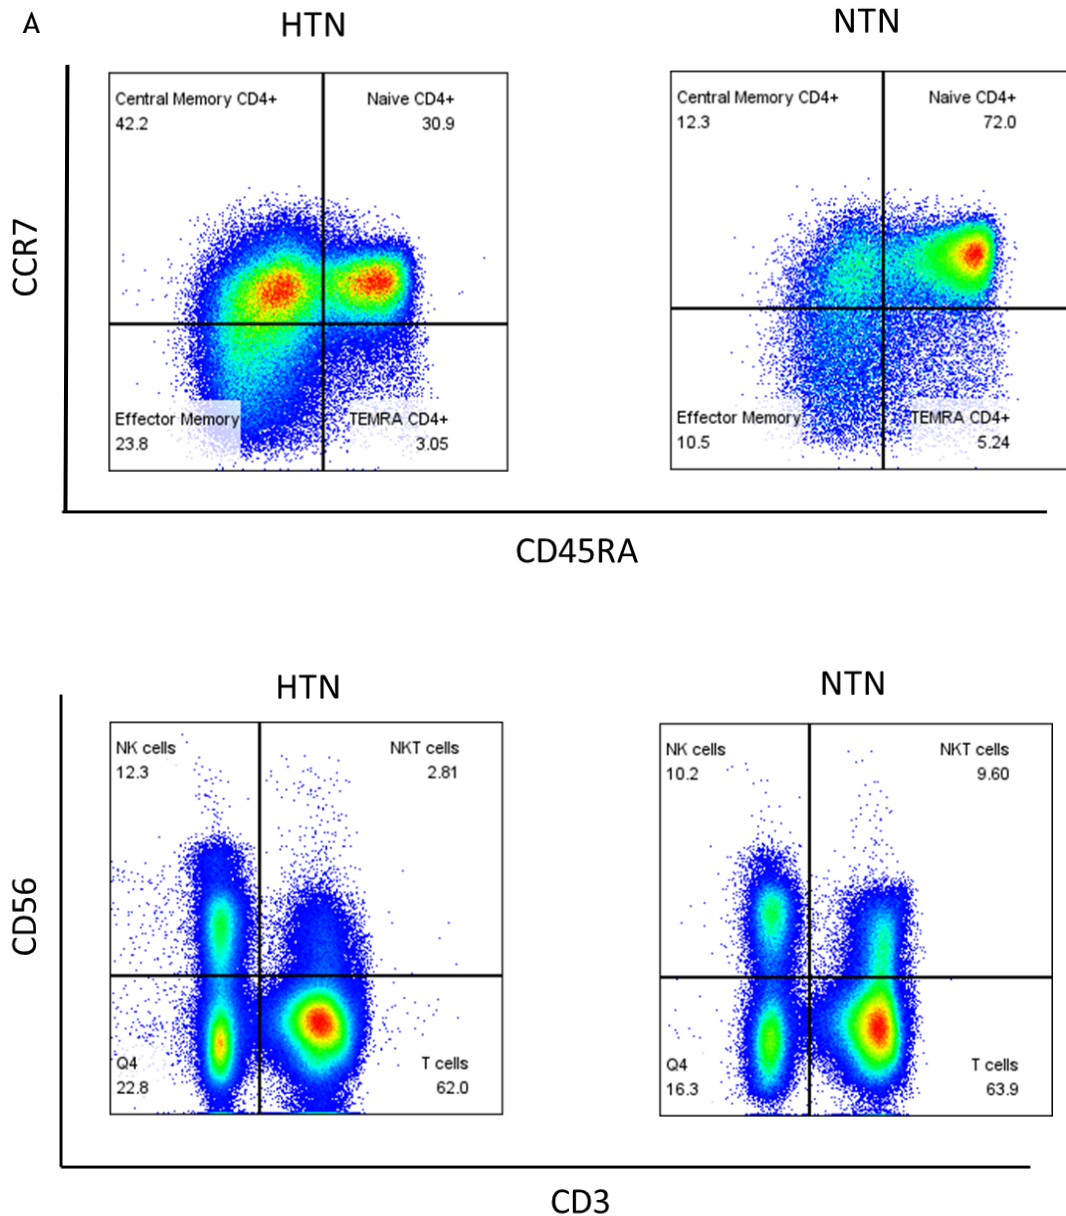 A
HTN
NTN
Central Memory CD4+
42.2
Naive CD4+
30.9
Effector Memory
23.8
TEMRA CD4+
3.05
Central Memory CD4+
12.3
Naive CD4+
72.0
Effector Memory
10.5
TEMRA CD4+
5.24
CCR7
CD45RA
HTN
NTN
NK cells
12.3
NKT cells
2.81
Q4
22.8
T cells
62.0
NK cells
10.2
NKT cells
9.60
Q4
16.3
T cells
63.9
CD56
CD3